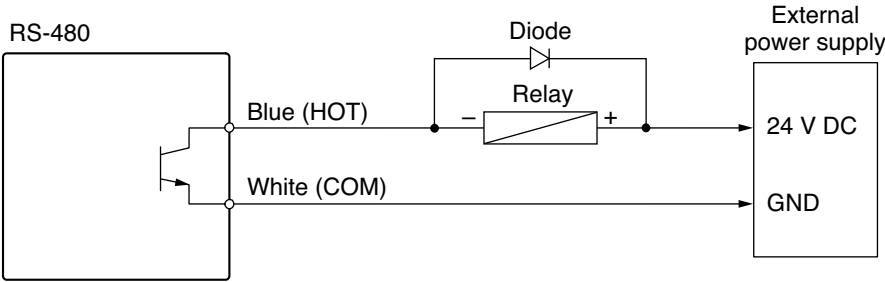 RS-480
External
power supply
Diode
Relay
Blue (HOT)
– +
24 V DC
White (COM)
GND